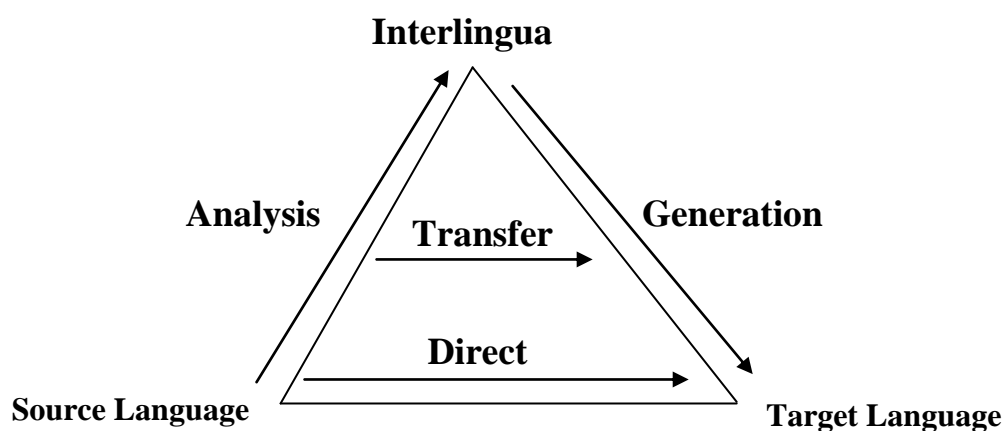 Interlingua
Analysis
Generation
Transfer
Direct
Source Language
Target Language